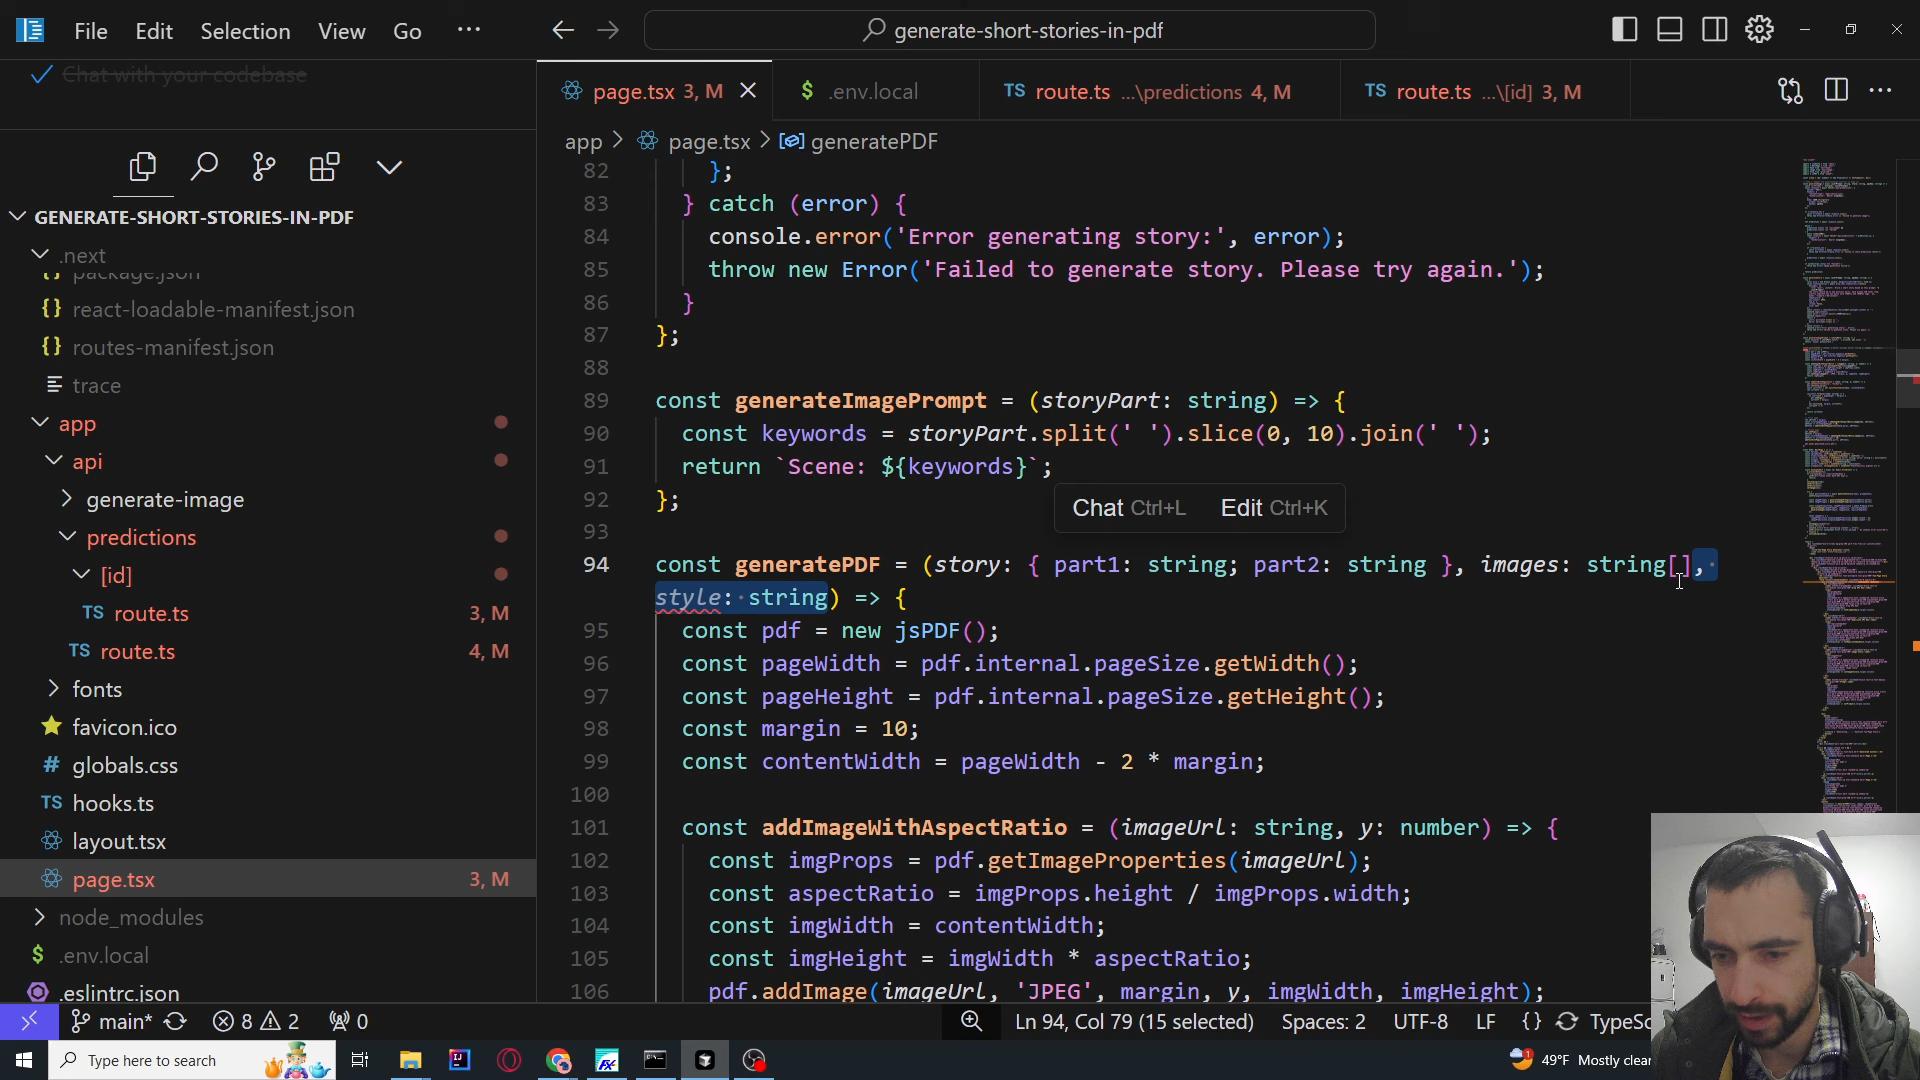 File Edit Selection View Go ...
generate-short-stories-in-pdf
Chat with your codebase
page.tsx 3, M
$ .env.local
TS route.ts ...\predictions 4, M
TS route.ts ...\[id] 3, M
app > page.tsx > generatePDF
GENERATE-SHORT-STORIES-IN-PDF
.next
package.json
{} react-loadable-manifest.json
{} routes-manifest.json
trace
app
api
generate-image
predictions
[id]
TS route.ts 3, M
TS route.ts 4, M
fonts
favicon.ico
# globals.css
TS hooks.ts
layout.tsx
page.tsx 3, M
node_modules
$ .env.local
.eslintrc.json
82 };
83 } catch (error) {
84 console.error('Error generating story:', error);
85 throw new Error('Failed to generate story. Please try again.');
86 }
87 };
88
89 const generateImagePrompt = (storyPart: string) => {
90 const keywords = storyPart.split(' ').slice(0, 10).join(' ');
91 return `Scene: ${keywords}`;
92 };
Chat Ctrl+L Edit Ctrl+K
93
94 const generatePDF = (story: { part1: string; part2: string }, images: string[],
style: string) => {
95 const pdf = new jsPDF();
96 const pageWidth = pdf.internal.pageSize.getWidth();
97 const pageHeight = pdf.internal.pageSize.getHeight();
98 const margin = 10;
99 const contentWidth = pageWidth - 2 * margin;
100
101 const addImageWithAspectRatio = (imageUrl: string, y: number) => {
102 const imgProps = pdf.getImageProperties(imageUrl);
103 const aspectRatio = imgProps.height / imgProps.width;
104 const imgWidth = contentWidth;
105 const imgHeight = imgWidth * aspectRatio;
106 pdf.addImage(imageUrl, 'JPEG', margin, y, imgWidth, imgHeight);
main* 8 2 0
Ln 94, Col 79 (15 selected) Spaces: 2 UTF-8 LF {} TypeSc
Type here to search
49°F Mostly clear